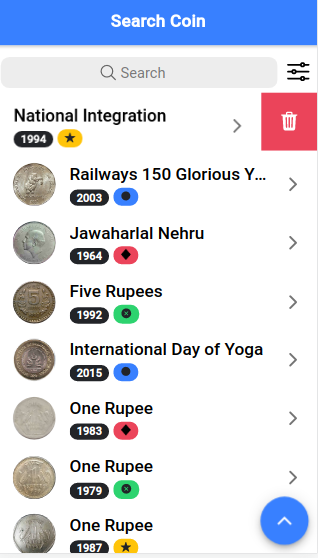 Search Coin
Search
National Integration
1994
Railways 150 Glorious Y...
2003
Jawaharlal Nehru
1964
Five Rupees
1992
International Day of Yoga
2015
One Rupee
1983
One Rupee
1979
One Rupee
1987